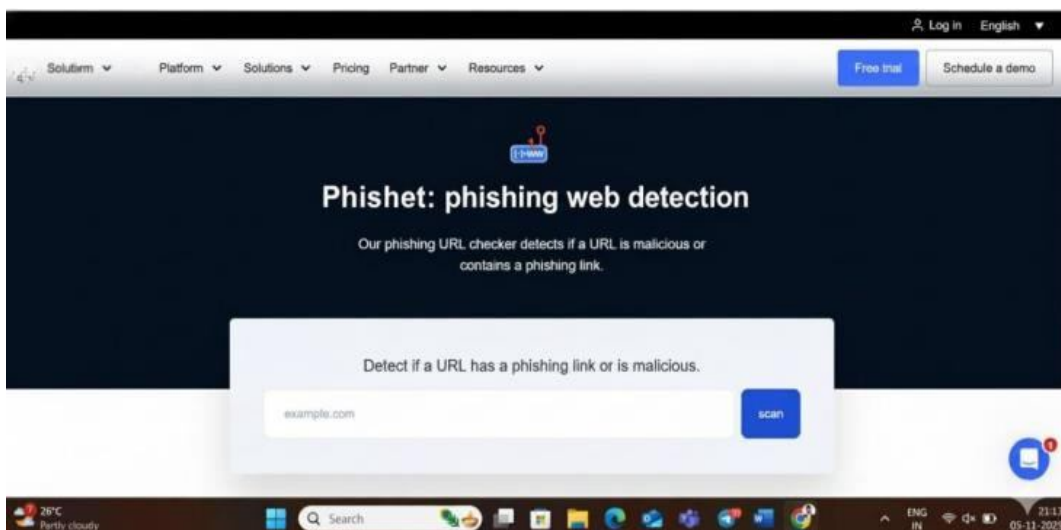 Log in English
Solutirm Platform Solutions Pricing Partner Resources Free trial Schedule a demo
Phishet: phishing web detection
Our phishing URL checker detects if a URL is malicious or
contains a phishing link.
Detect if a URL has a phishing link or is malicious.
example.com scan
1
26°C
Partly cloudy
Search
ENG
IN